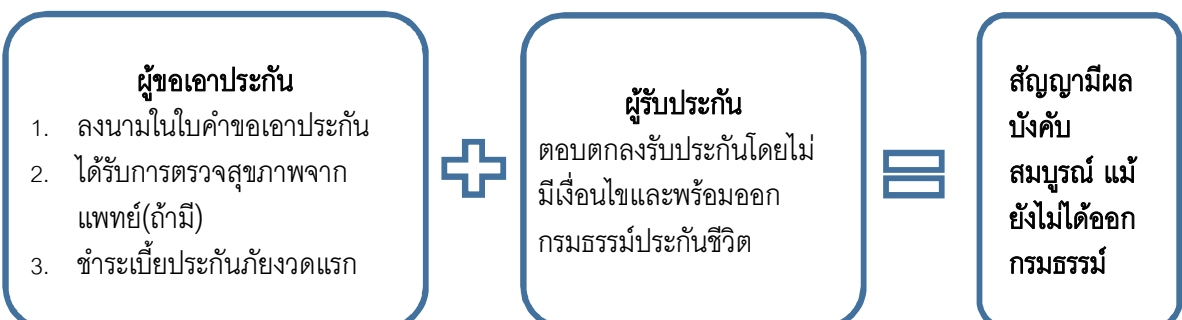 ผู้ขอเอาประกัน
1. ลงนามในใบคำขอเอาประกัน
2. ได้รับการตรวจสุขภาพจาก
แพทย์(ถ้ามี)
3. ชำระเบี้ยประกันภัยงวดแรก
ผู้รับประกัน
ตอบตกลงรับประกันโดยไม่
มีเงื่อนไขและพร้อมออก
กรมธรรม์ประกันชีวิต
สัญญามีผล
บังคับ
สมบูรณ์ แม้
ยังไม่ได้ออก
กรมธรรม์